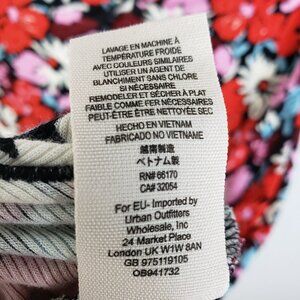 LAVAGE EN MACHINE À
TEMPÉRATURE FROIDE
AVEC COULEURS SIMILAIRES
UTILISER UN AGENT DE
BLANCHIMENT SANS CHLORE
SI NÉCESSAIRE
REMODELER ET SÉCHER À PLAT
FAIBLE COMME FER NÉCESSAIRES
PEUT-ÊTRE ÊTRE NETTOYÉE SEC
HECHO EN VIETNAM
FABRICADO NO VIETNAM
越南製造
ベトナム製
RN# 66170
CA# 32054
For EU- Imported by
Urban Outfitters
Wholesale, Inc
24 Market Place
London UK W1W 8AN
GB 975119105
OB941732